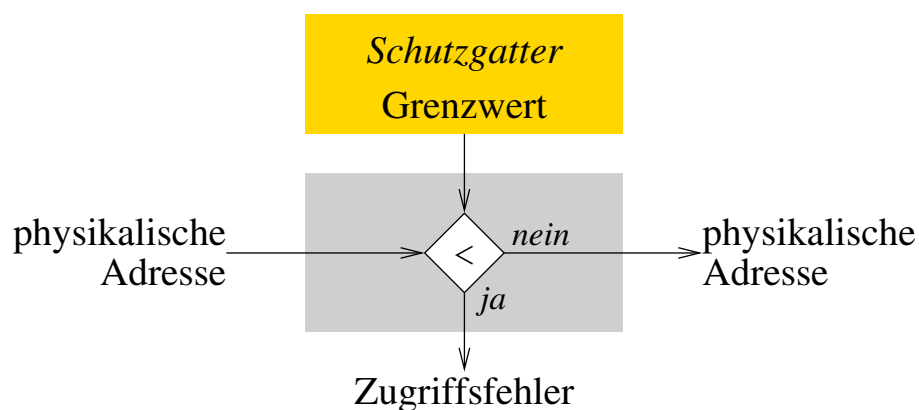 Schutzgatter
Grenzwert
physikalische
Adresse
<
nein
ja
physikalische
Adresse
Zugriffsfehler